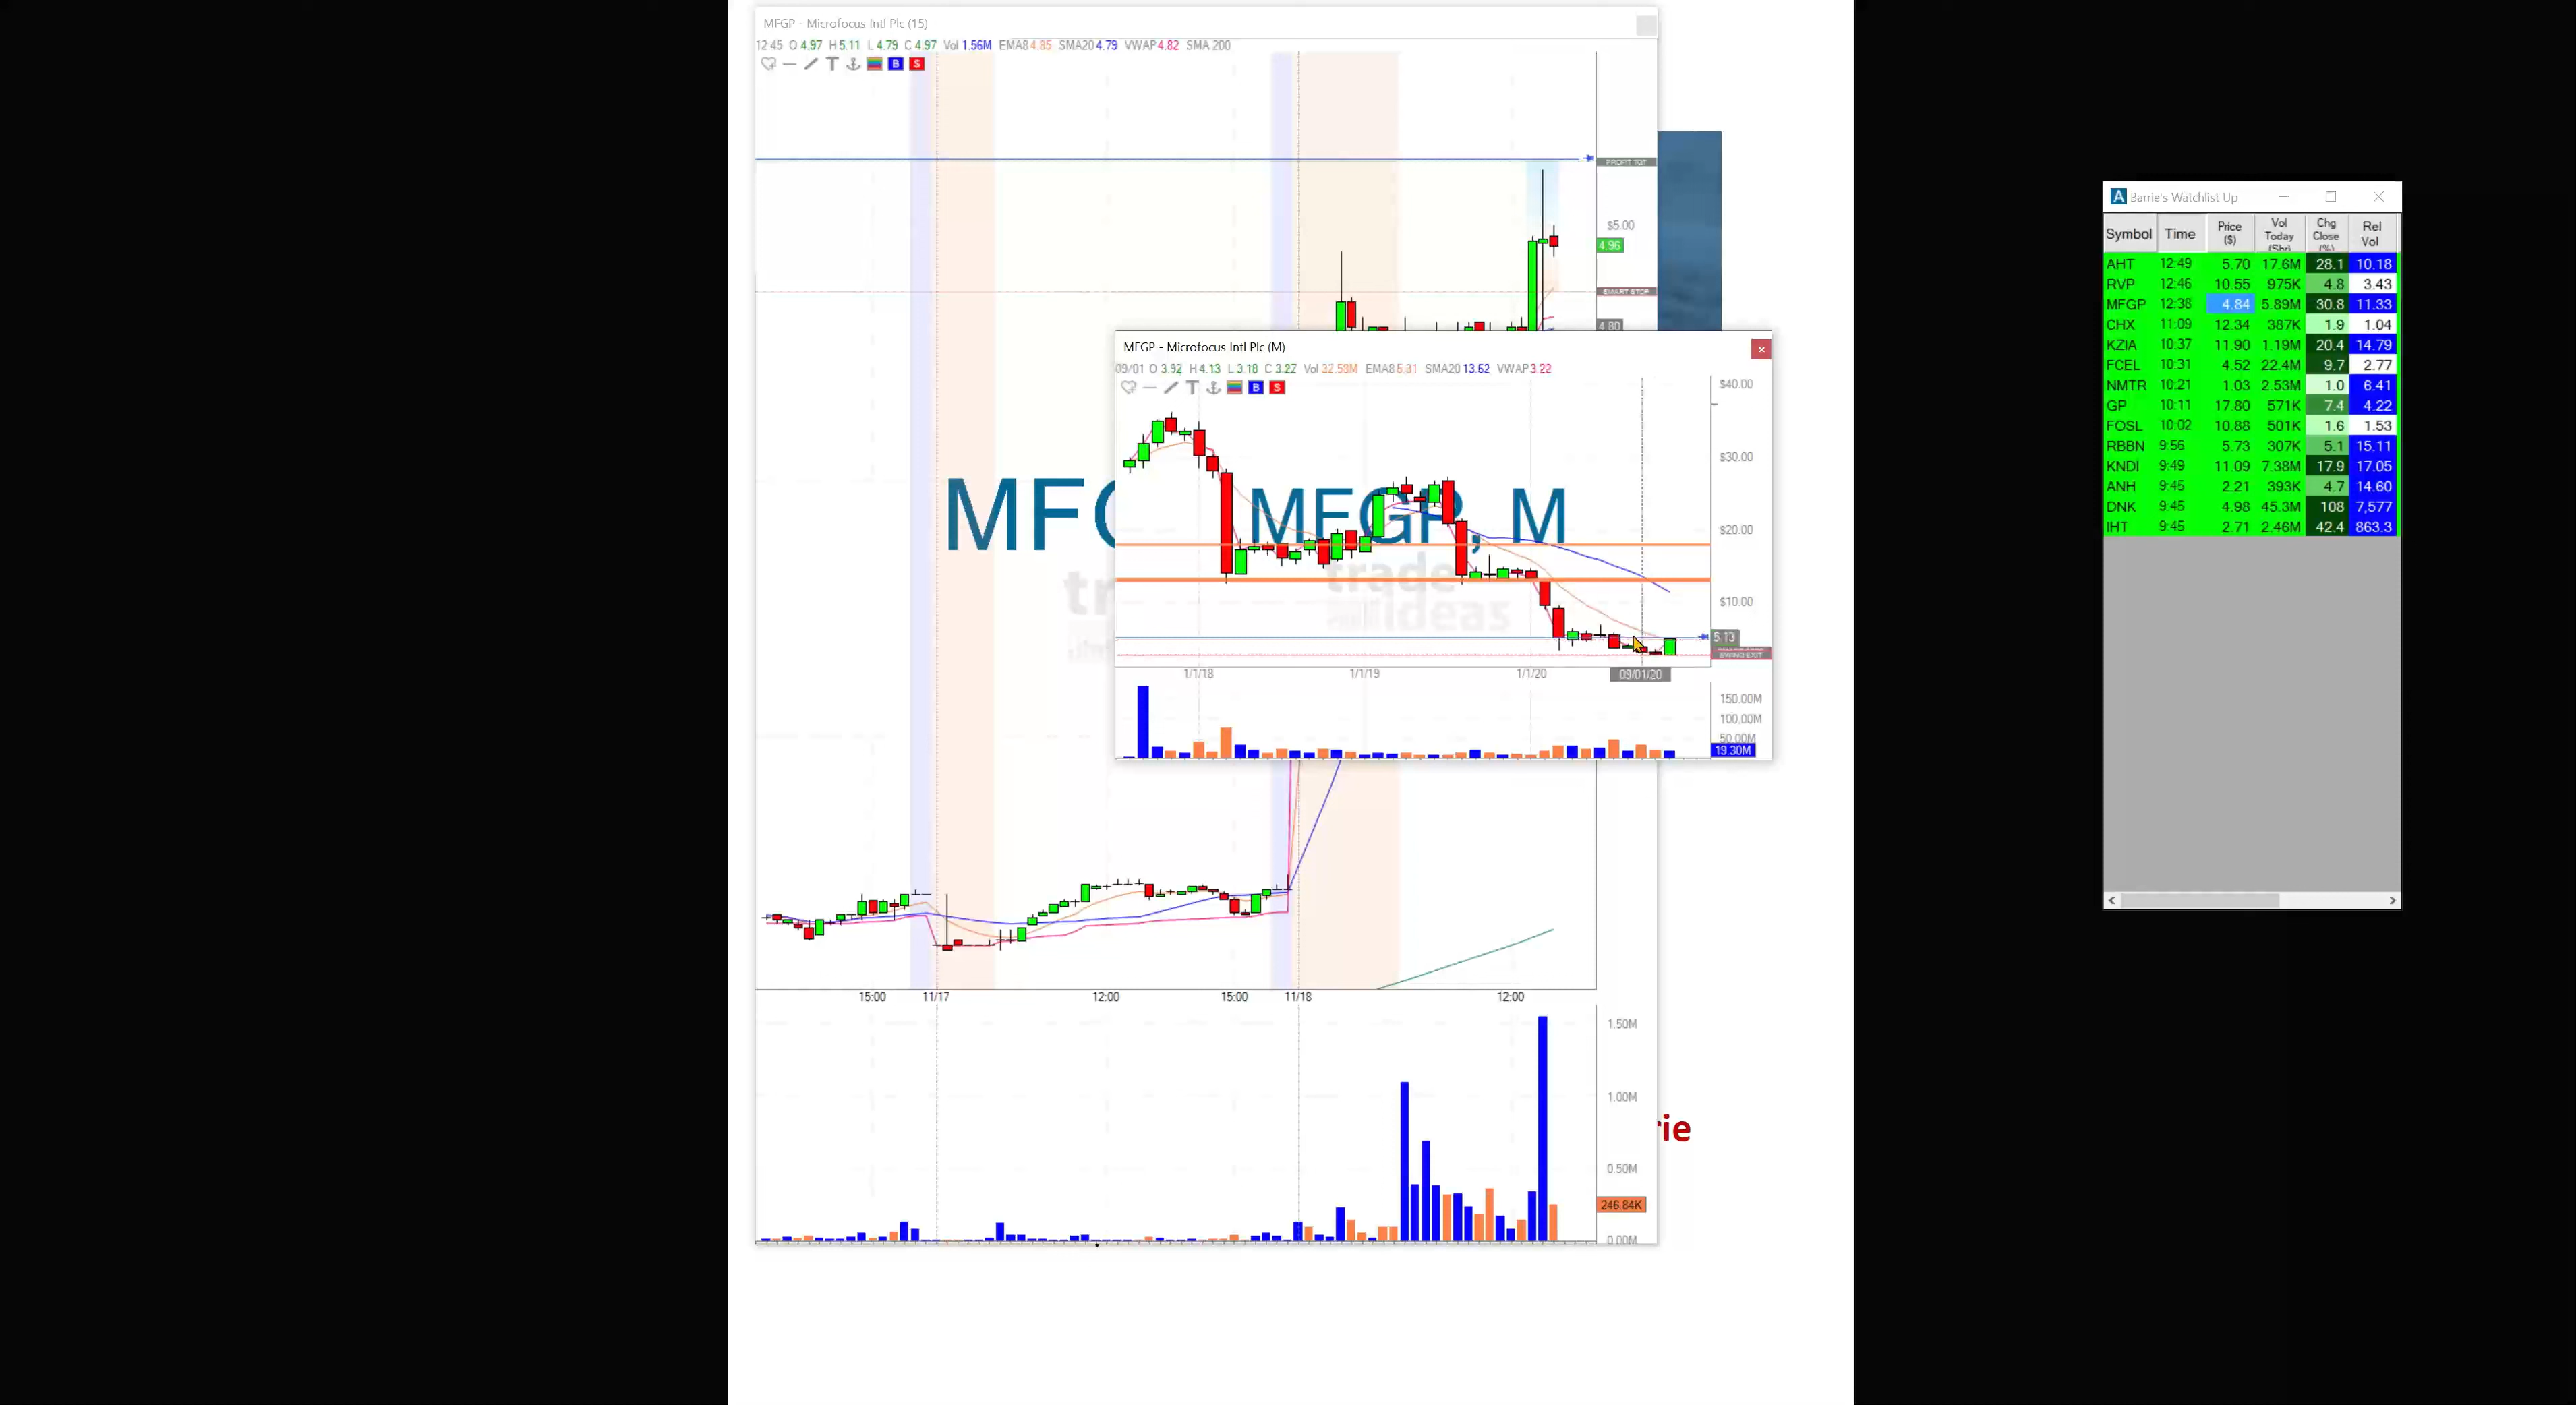 MFGP - Microfocus Intl Plc (15)
12:45 O 4.97 H 5.11 L 4.79 C 4.97 Vol 1.56M EMA8 4.85 SMA20 4.79 VWAP 4.82 SMA 200
T B S
PROFIT TGT
$5.00
4.96
SMART STOP
4.80
MFGP - Microfocus Intl Plc (M)
09/01 O 3.92 H 4.13 L 3.18 C 3.22 Vol 32.58M EMA8 5.31 SMA20 13.62 VWAP 3.22
T B S
$40.00
$30.00
$20.00
$10.00
MFGP, M
trade
ideas
5.13
SWING EXIT
1/1/18 1/1/19 1/1/20 09/01/20
150.00M
100.00M
50.00M
19.30M
15:00 11/17 12:00 15:00 11/18 12:00
1.50M
1.00M
0.50M
246.84K
0.00M
rie
A Barrie's Watchlist Up
Symbol Time Price ($) Vol Today (Shr) Chg Close (%) Rel Vol
AHT 12:49 5.70 17.6M 28.1 10.18
RVP 12:46 10.55 975K 4.8 3.43
MFGP 12:38 4.84 5.89M 30.8 11.33
CHX 11:09 12.34 387K 1.9 1.04
KZIA 10:37 11.90 1.19M 20.4 14.79
FCEL 10:31 4.52 22.4M 9.7 2.77
NMTR 10:21 1.03 2.53M 1.0 6.41
GP 10:11 17.80 571K 7.4 4.22
FOSL 10:02 10.88 501K 1.6 1.53
RBBN 9:56 5.73 307K 5.1 15.11
KNDI 9:49 11.09 7.38M 17.9 17.05
ANH 9:45 2.21 393K 4.7 14.60
DNK 9:45 4.98 45.3M 108 7,577
IHT 9:45 2.71 2.46M 42.4 863.3